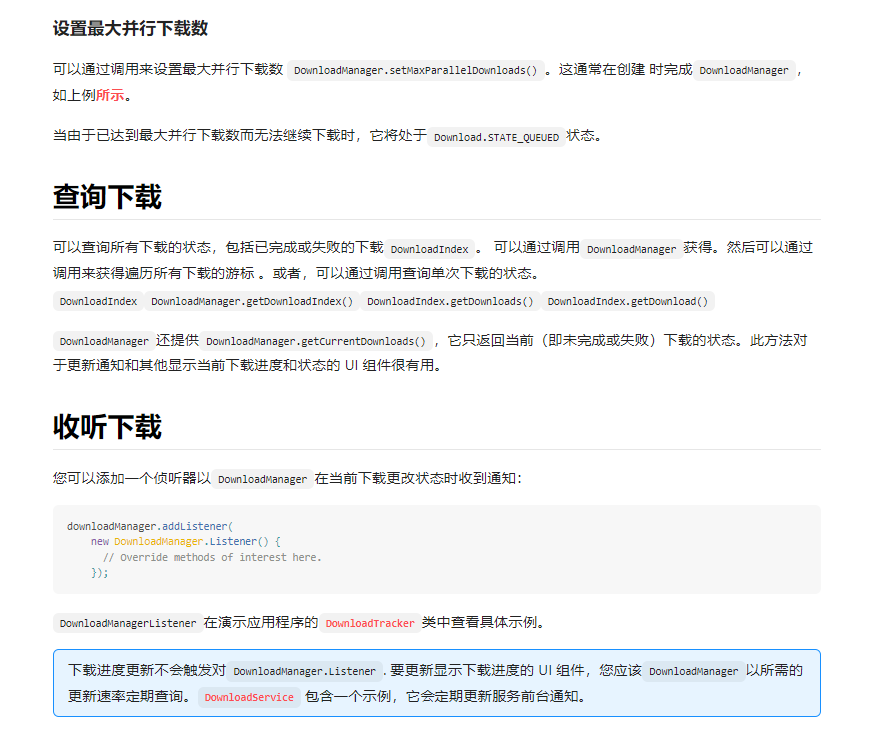 设置最大并行下载数
可以通过调用来设置最大并行下载数 DownloadManager.setMaxParallelDownloads() 。这通常在创建 时完成 DownloadManager ，
如上例所示。
当由于已达到最大并行下载数而无法继续下载时，它将处于 Download.STATE_QUEUED 状态。
查询下载
可以查询所有下载的状态，包括已完成或失败的下载 DownloadIndex 。 可以通过调用 DownloadManager 获得。然后可以通过
调用来获得遍历所有下载的游标 。或者，可以通过调用查询单次下载的状态。
DownloadIndex DownloadManager.getDownloadIndex() DownloadIndex.getDownloads() DownloadIndex.getDownload()
DownloadManager 还提供 DownloadManager.getCurrentDownloads() ，它只返回当前（即未完成或失败）下载的状态。此方法对
于更新通知和其他显示当前下载进度和状态的 UI 组件很有用。
收听下载
您可以添加一个侦听器以 DownloadManager 在当前下载更改状态时收到通知：
downloadManager.addListener(
    new DownloadManager.Listener() {
      // Override methods of interest here.
    });
DownloadManagerListener 在演示应用程序的 DownloadTracker 类中查看具体示例。
下载进度更新不会触发对 DownloadManager.Listener . 要更新显示下载进度的 UI 组件，您应该 DownloadManager 以所需的
更新速率定期查询。 DownloadService 包含一个示例，它会定期更新服务前台通知。